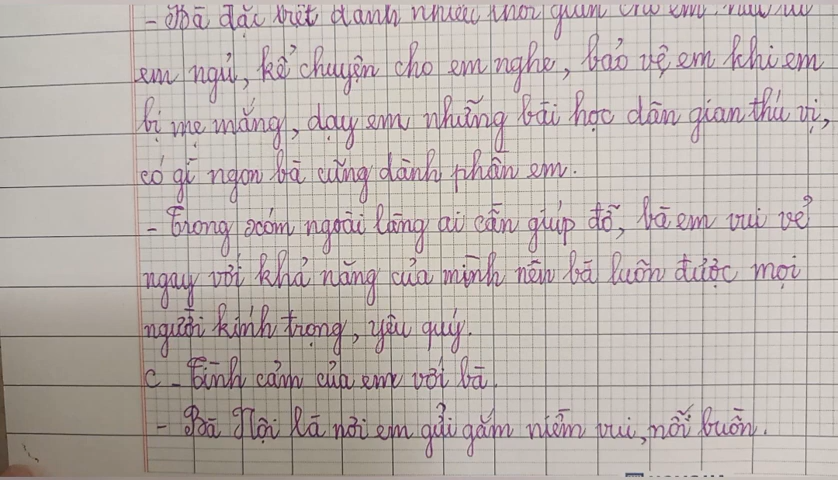 - Bà đặc biệt dành nhiều thời gian cho em.
em ngủ, kể chuyện cho em nghe, bảo vệ em khi em
bị mẹ mắng, dạy em những bài học dân gian thú vị,
có gì ngon bà cũng dành phần em.
- Trong xóm ngoài làng ai cần giúp đỡ, bà em vui vẻ
ngay với khả năng của mình nên bà luôn được mọi
người kính trọng, yêu quý.
c - Tình cảm của em với bà.
- Bà Nội là nơi em gửi gắm niềm vui, nỗi buồn.